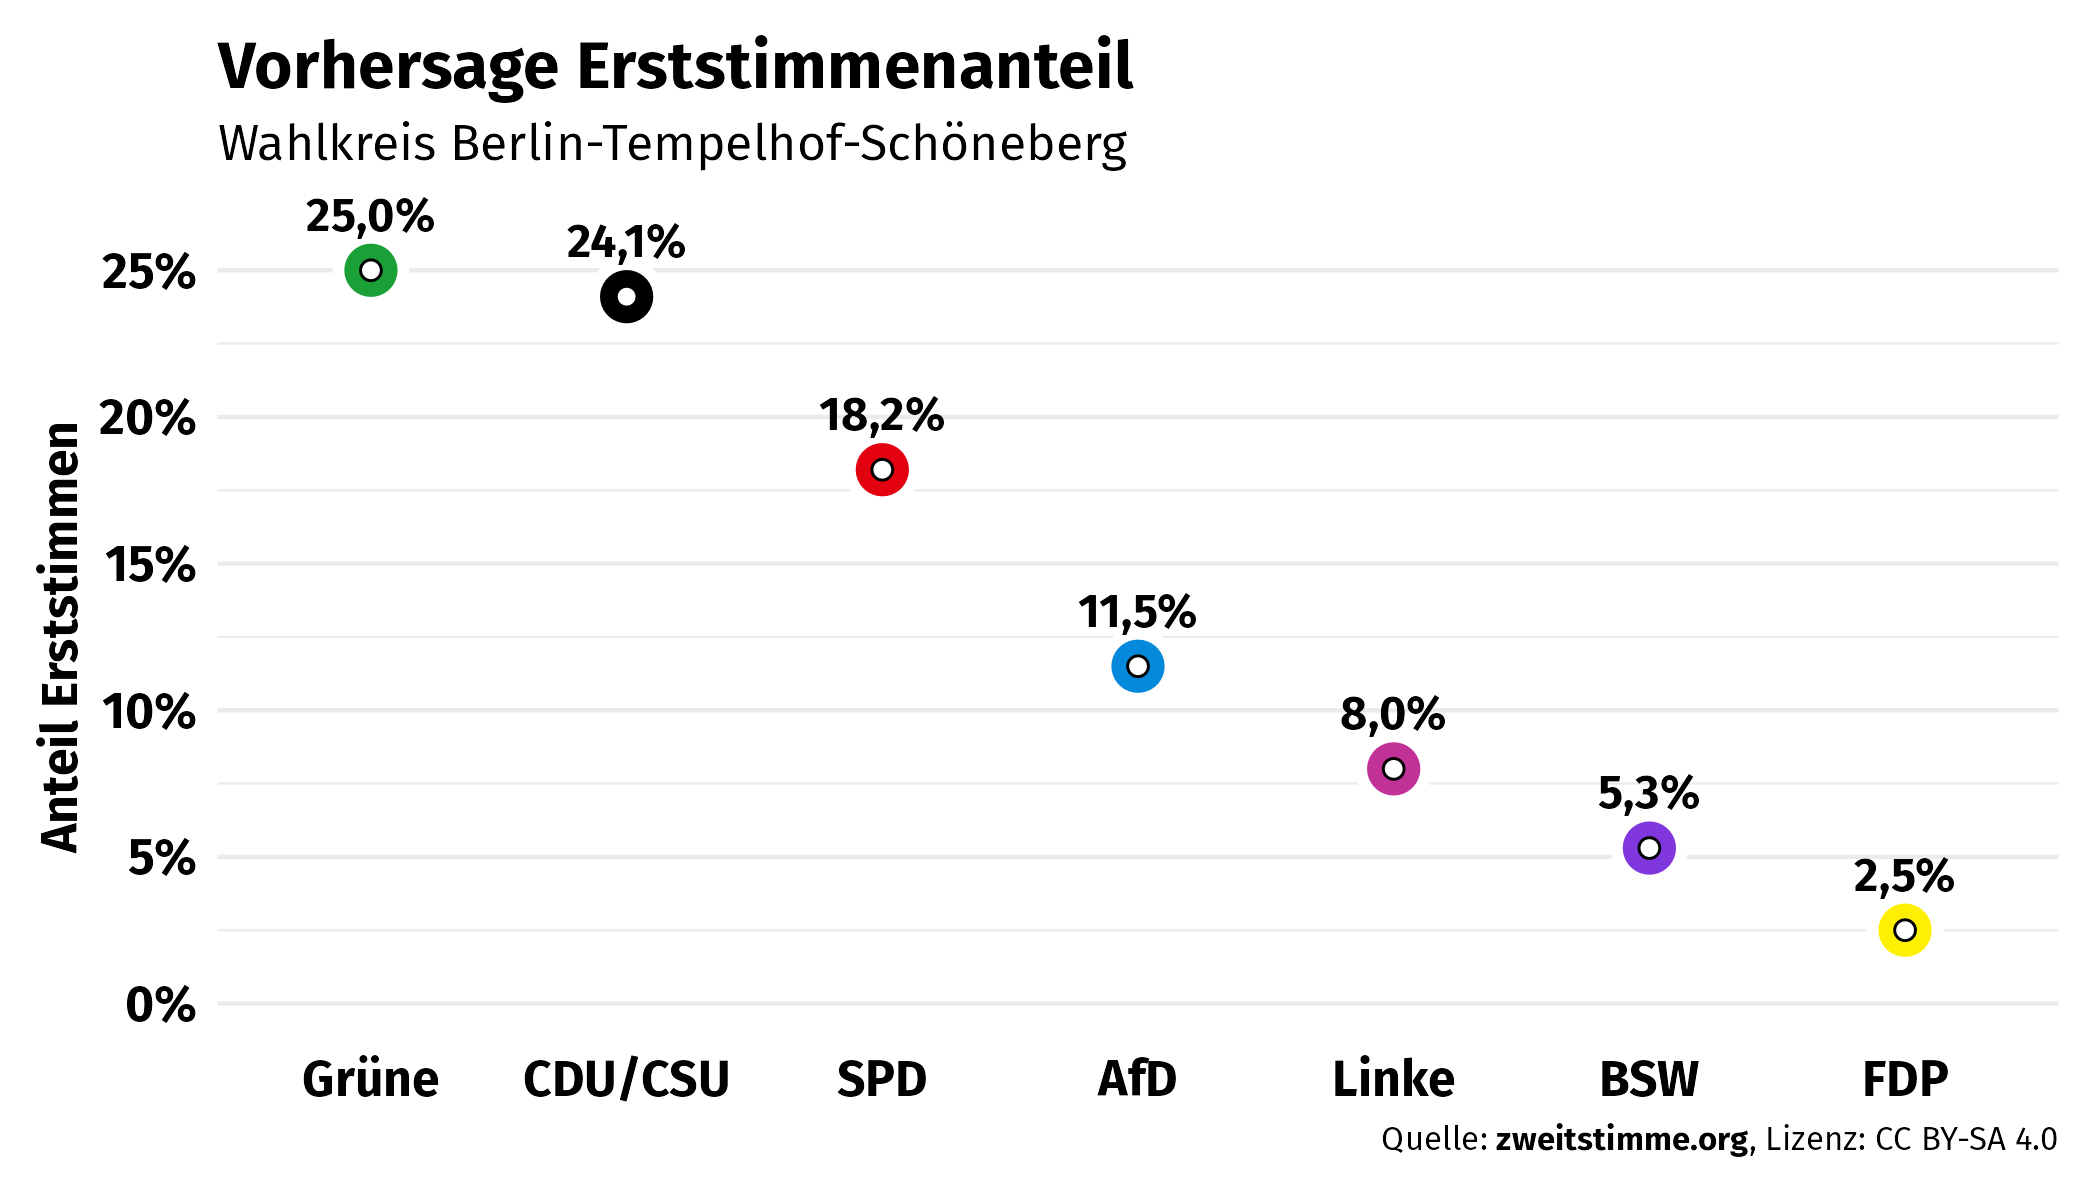 Vorhersage Erststimmenanteil
Wahlkreis Berlin-Tempelhof-Schöneberg
Anteil Erststimmen
25%
20%
15%
10%
5%
0%
25,0%
24,1%
18,2%
11,5%
8,0%
5,3%
2,5%
Grüne CDU/CSU SPD AfD Linke BSW FDP
Quelle: zweitstimme.org, Lizenz: CC BY-SA 4.0